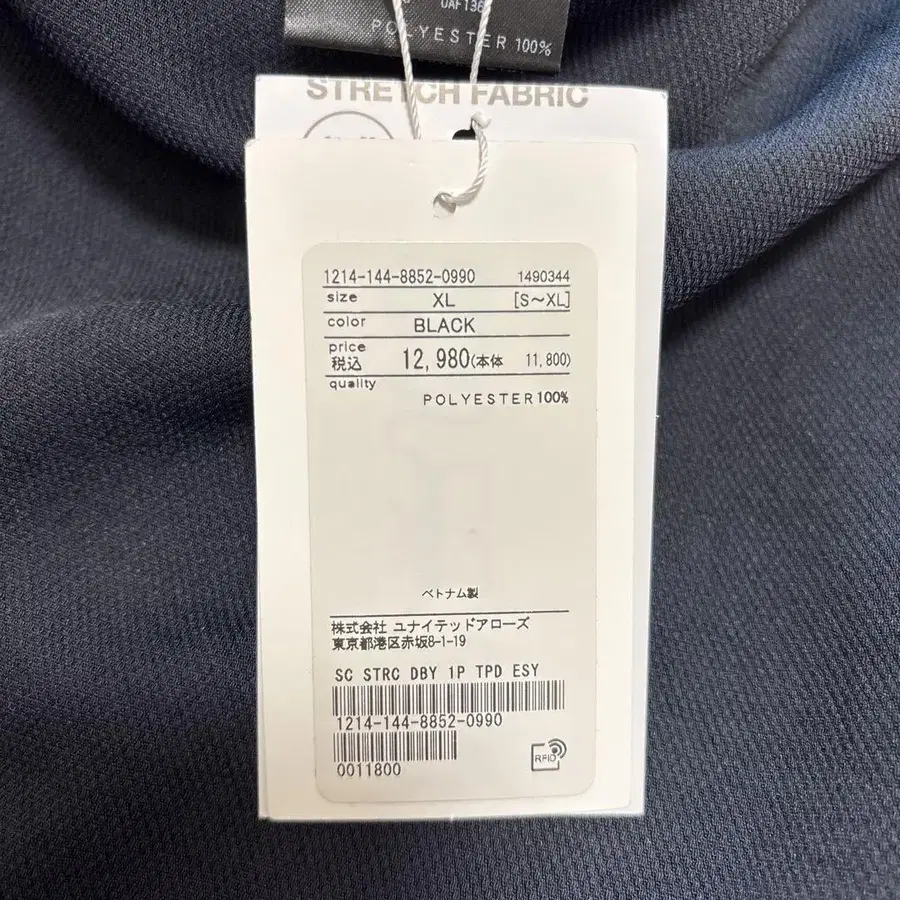 POLYESTER 100%
STRETCH FABRIC
1214-144-8852-0990 1490344
size XL [S～XL]
color BLACK
price
税込 12,980(本体 11,800)
quality
POLYESTER100%
ベトナム製
株式会社 ユナイテッドアローズ
東京都港区赤坂8-1-19
SC STRC DBY 1P TPD ESY
1214-144-8852-0990
0011800
RFID